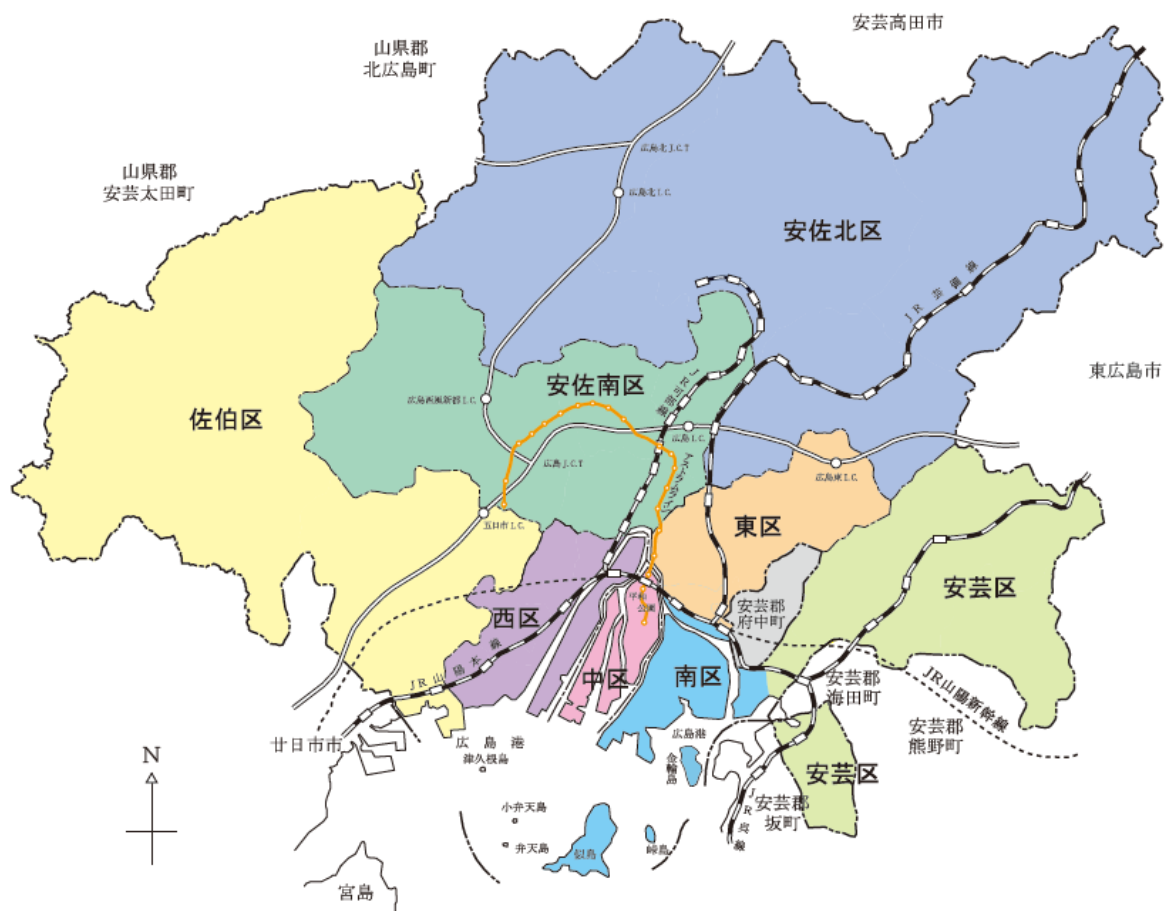 安芸高田市
山県郡
北広島町
広島北J.C.T
山県郡
安芸太田町
広島北I.C.
安佐北区
JR芸備線
東広島市
安佐南区
JR可部線
広島西風新都I.C.
佐伯区
広島I.C.
広島J.C.T
アストラムライン
広島東I.C.
五日市I.C.
東区
安芸区
平和
公園
安芸郡
府中町
西区
中区
南区
JR山陽本線
安芸郡
海田町
JR山陽新幹線
安芸郡
熊野町
廿日市市
広島港
津久根島
広島港
金輪島
安芸区
N
安芸郡
坂町
JR呉線
小弁天島
弁天島
似島
峠島
宮島